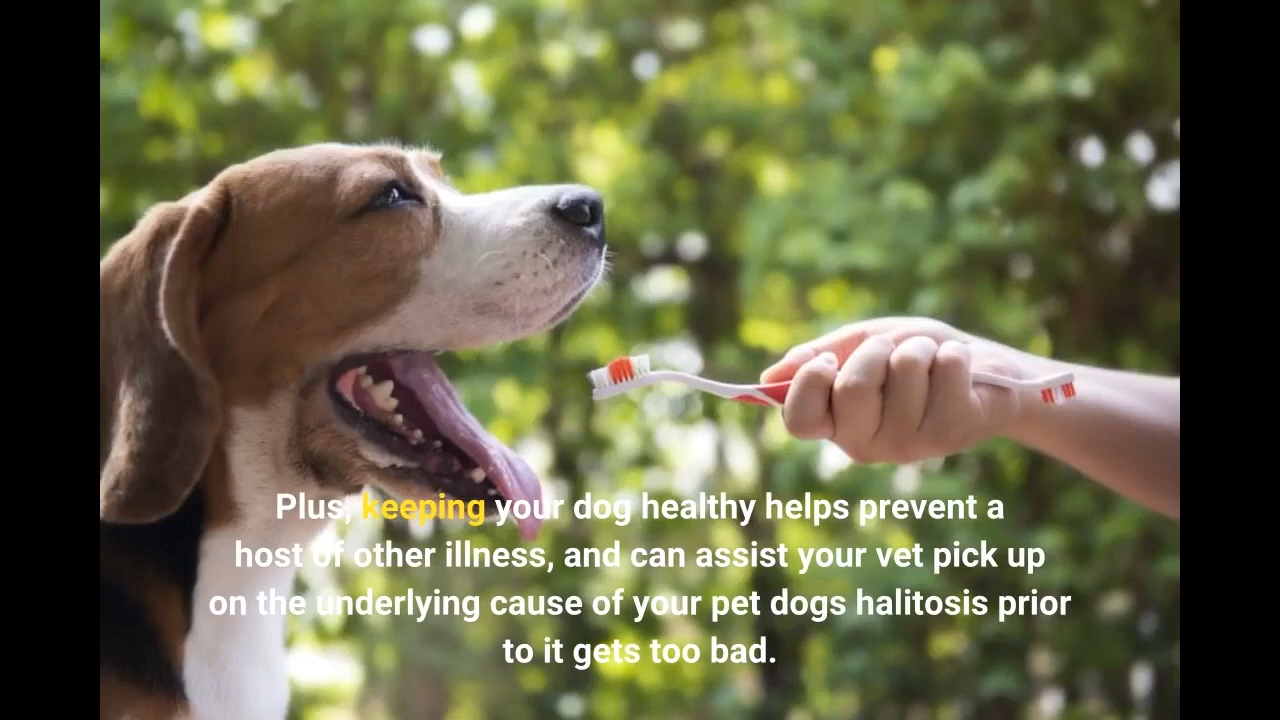 Plus, keeping your dog healthy helps prevent a
host of other illness, and can assist your vet pick up
on the underlying cause of your pet dogs halitosis prior
to it gets too bad.